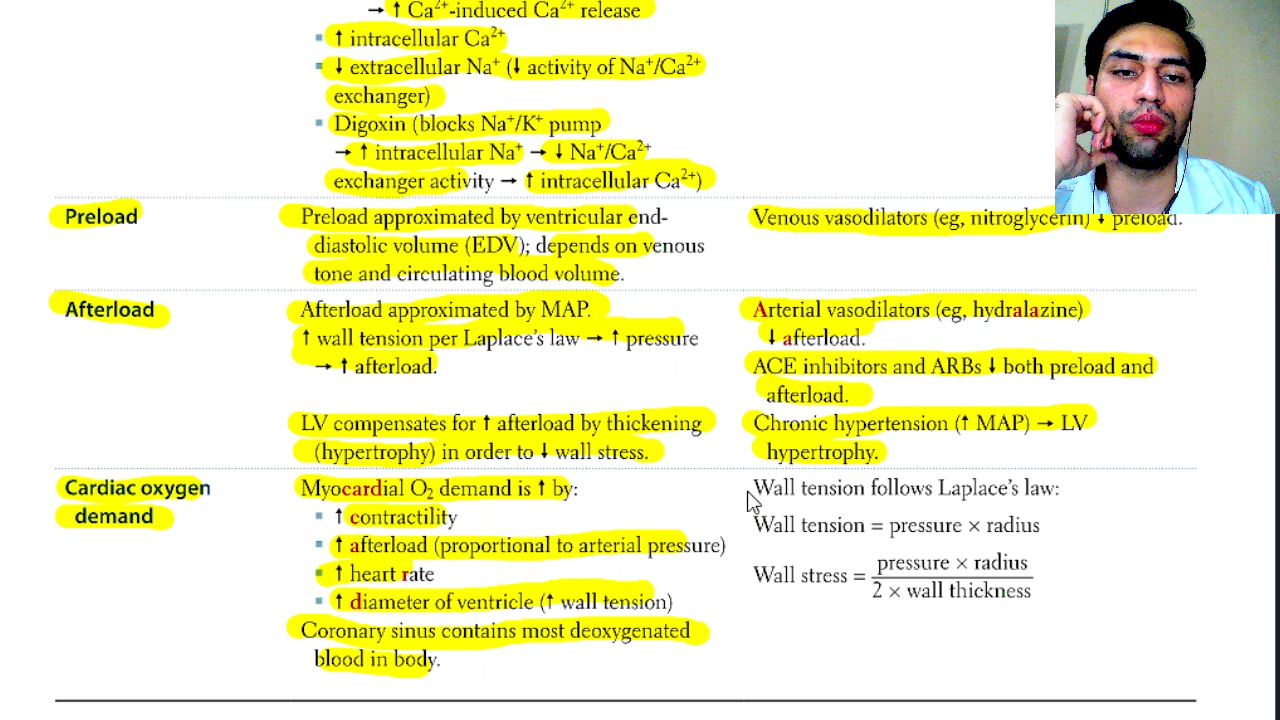 → ↑ Ca²⁺-induced Ca²⁺ release
▪ ↑ intracellular Ca²⁺
▪ ↓ extracellular Na⁺ (↓ activity of Na⁺/Ca²⁺
exchanger)
▪ Digoxin (blocks Na⁺/K⁺ pump
→ ↑ intracellular Na⁺ → ↓ Na⁺/Ca²⁺
exchanger activity → ↑ intracellular Ca²⁺)
Preload
Preload approximated by ventricular end-
diastolic volume (EDV); depends on venous
tone and circulating blood volume.
Venous vasodilators (eg, nitroglycerin) ↓ preload.
Afterload
Afterload approximated by MAP.
↑ wall tension per Laplace's law → ↑ pressure
→ ↑ afterload.
LV compensates for ↑ afterload by thickening
(hypertrophy) in order to ↓ wall stress.
Arterial vasodilators (eg, hydralazine)
↓ afterload.
ACE inhibitors and ARBs ↓ both preload and
afterload.
Chronic hypertension (↑ MAP) → LV
hypertrophy.
Cardiac oxygen
demand
Myocardial O₂ demand is ↑ by:
▪ ↑ contractility
▪ ↑ afterload (proportional to arterial pressure)
▪ ↑ heart rate
▪ ↑ diameter of ventricle (↑ wall tension)
Coronary sinus contains most deoxygenated
blood in body.
Wall tension follows Laplace's law:
Wall tension = pressure × radius
Wall stress = pressure × radius
2 × wall thickness